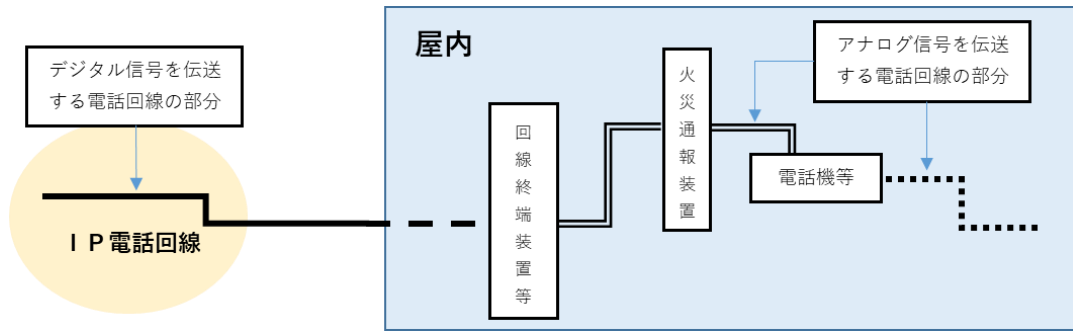 屋内
デジタル信号を伝送
する電話回線の部分
アナログ信号を伝送
する電話回線の部分
火災通報装置
回線終端装置等
電話機等
ＩＰ電話回線